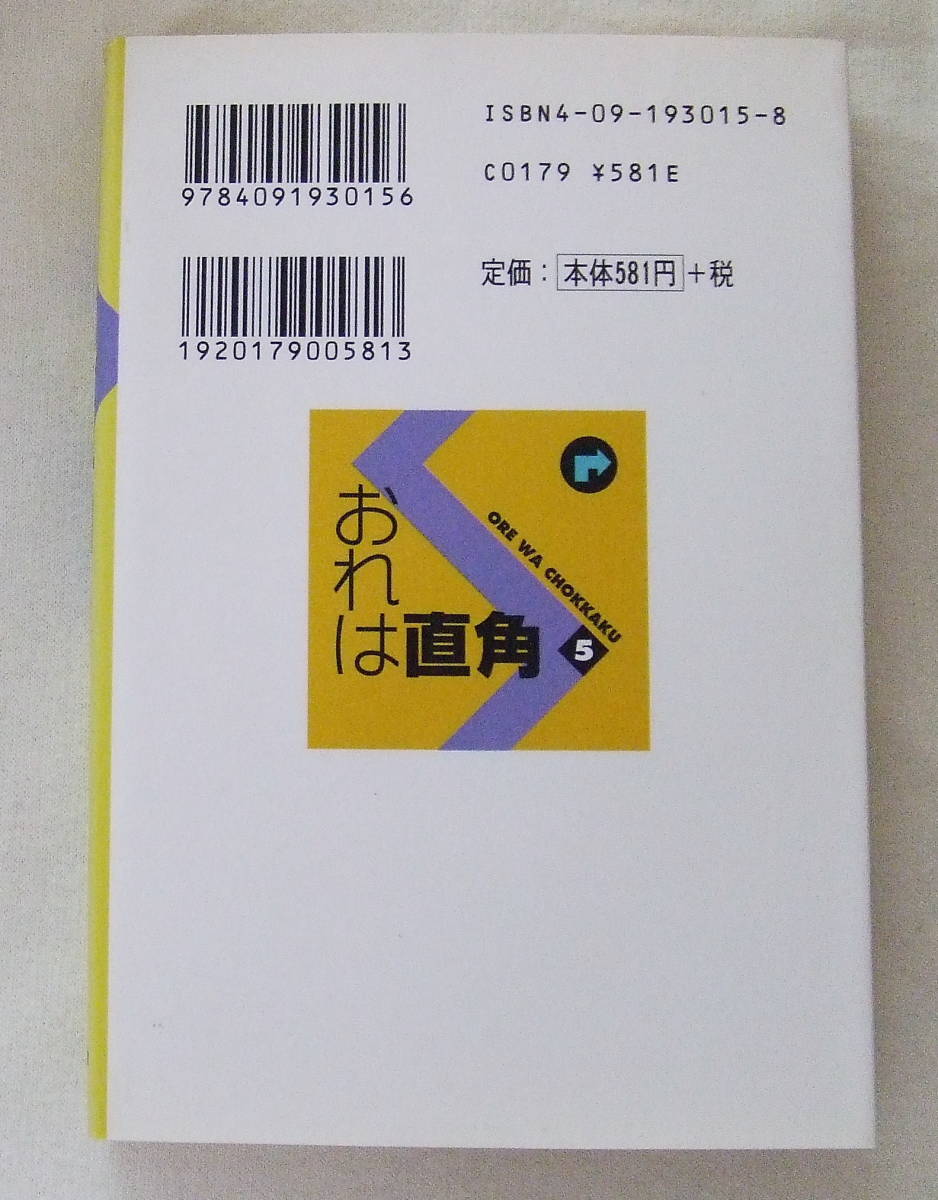 9784091930156
ISBN4-09-193015-8
C0179 ¥581E
1920179005813
定価：本体581円＋税
おれは直角
ORE WA CHOKKAKU
5